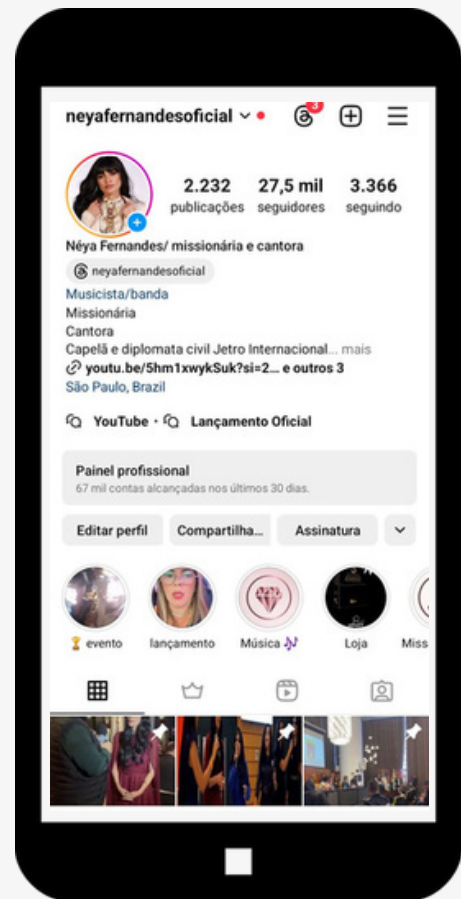 neyafernandesoficial
3
2.232 27,5 mil 3.366
publicações seguidores seguindo
Néya Fernandes/ missionária e cantora
neyafernandesoficial
Musicista/banda
Missionária
Cantora
Capelã e diplomata civil Jetro Internacional... mais
youtu.be/5hm1xwykSuk?si=2... e outros 3
São Paulo, Brazil
YouTube · Lançamento Oficial
Painel profissional
67 mil contas alcançadas nos últimos 30 dias.
Editar perfil Compartilha... Assinatura
🏆 evento lançamento Música 🎶 Loja Miss